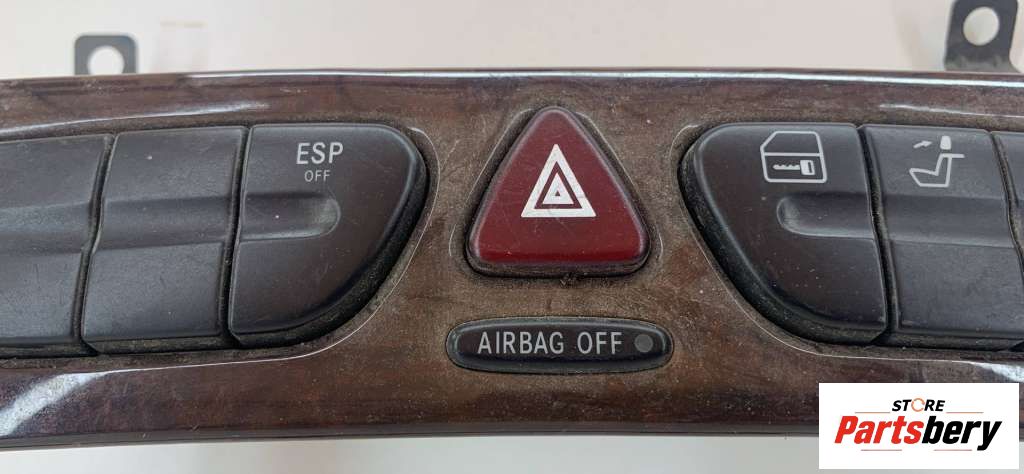 ESP
OFF
AIRBAG OFF
STORE
Partsbery